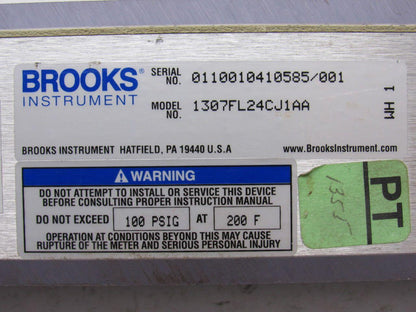 BROOKS®
INSTRUMENT
SERIAL NO. 0110010410585/001
MODEL NO. 1307FL24CJ1AA
1 HM
BROOKS INSTRUMENT HATFIELD, PA 19440 U.S.A
www.BrooksInstrument.com
WARNING
DO NOT ATTEMPT TO INSTALL OR SERVICE THIS DEVICE
BEFORE CONSULTING PROPER INSTRUCTION MANUAL
DO NOT EXCEED 100 PSIG AT 200 F
OPERATION AT CONDITIONS BEYOND THIS MAY CAUSE
RUPTURE OF THE METER AND SERIOUS PERSONAL INJURY
PT